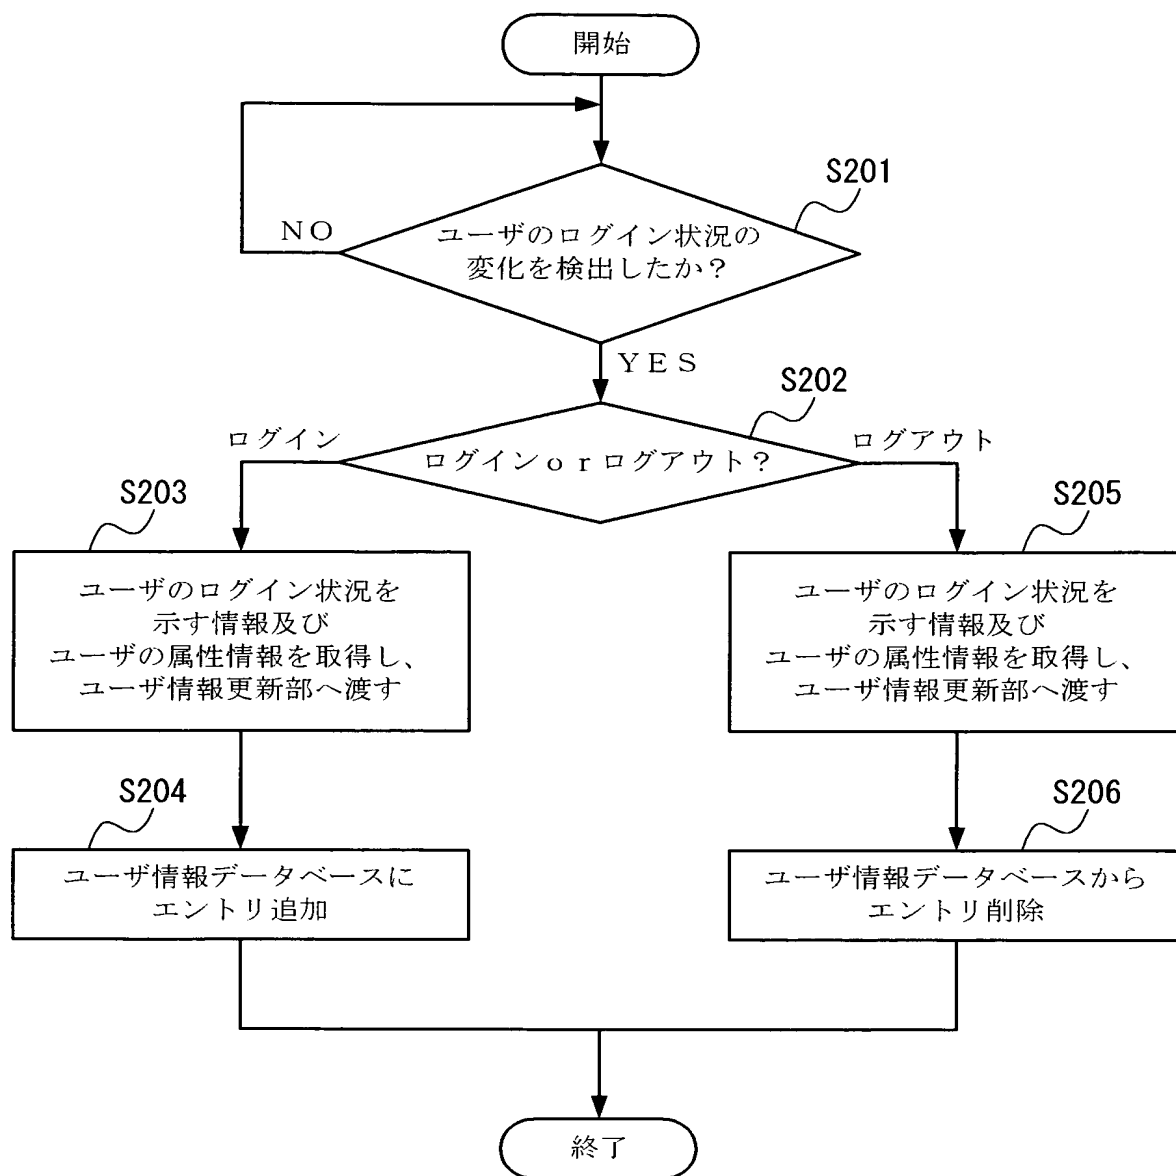 開始
S201
NO
ユーザのログイン状況の
変化を検出したか？
YES
S202
ログイン
ログインｏｒログアウト？
ログアウト
S203
ユーザのログイン状況を
示す情報及び
ユーザの属性情報を取得し、
ユーザ情報更新部へ渡す
S205
ユーザのログイン状況を
示す情報及び
ユーザの属性情報を取得し、
ユーザ情報更新部へ渡す
S204
ユーザ情報データベースに
エントリ追加
S206
ユーザ情報データベースから
エントリ削除
終了